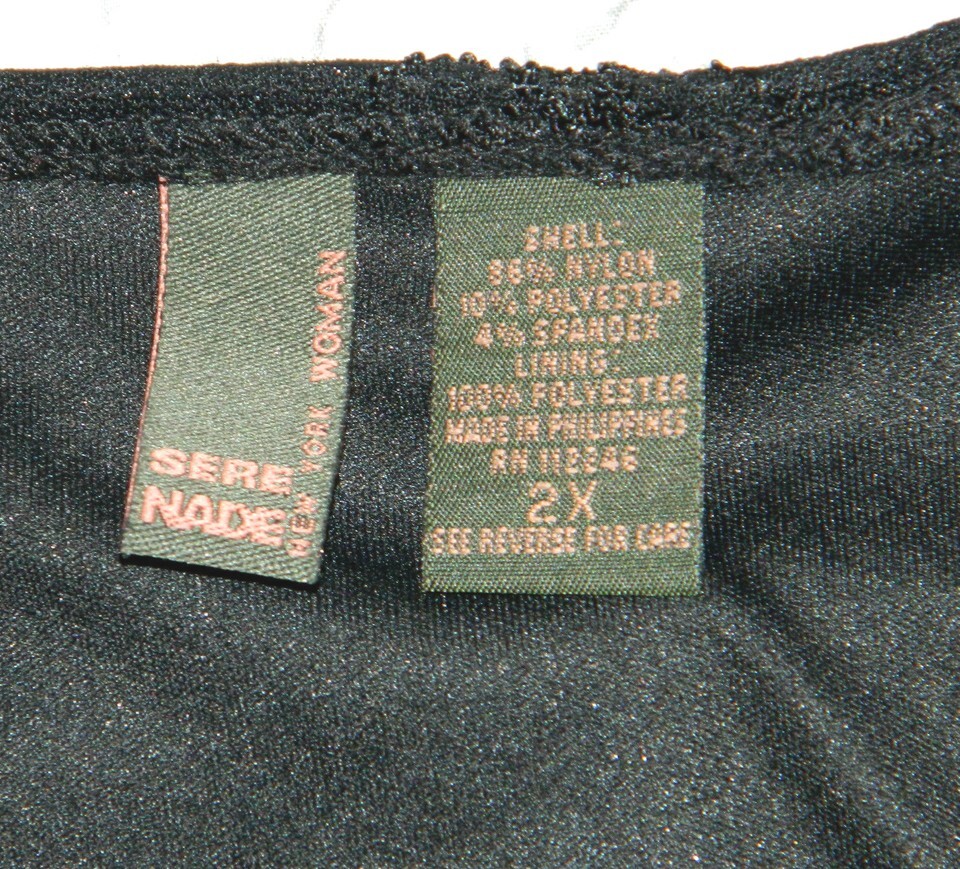 SERE
NADE
NEW YORK WOMAN
SHELL:
86% NYLON
10% POLYESTER
4% SPANDEX
LINING:
100% POLYESTER
MADE IN PHILIPPINES
RN
2X
SEE REVERSE FOR CARE